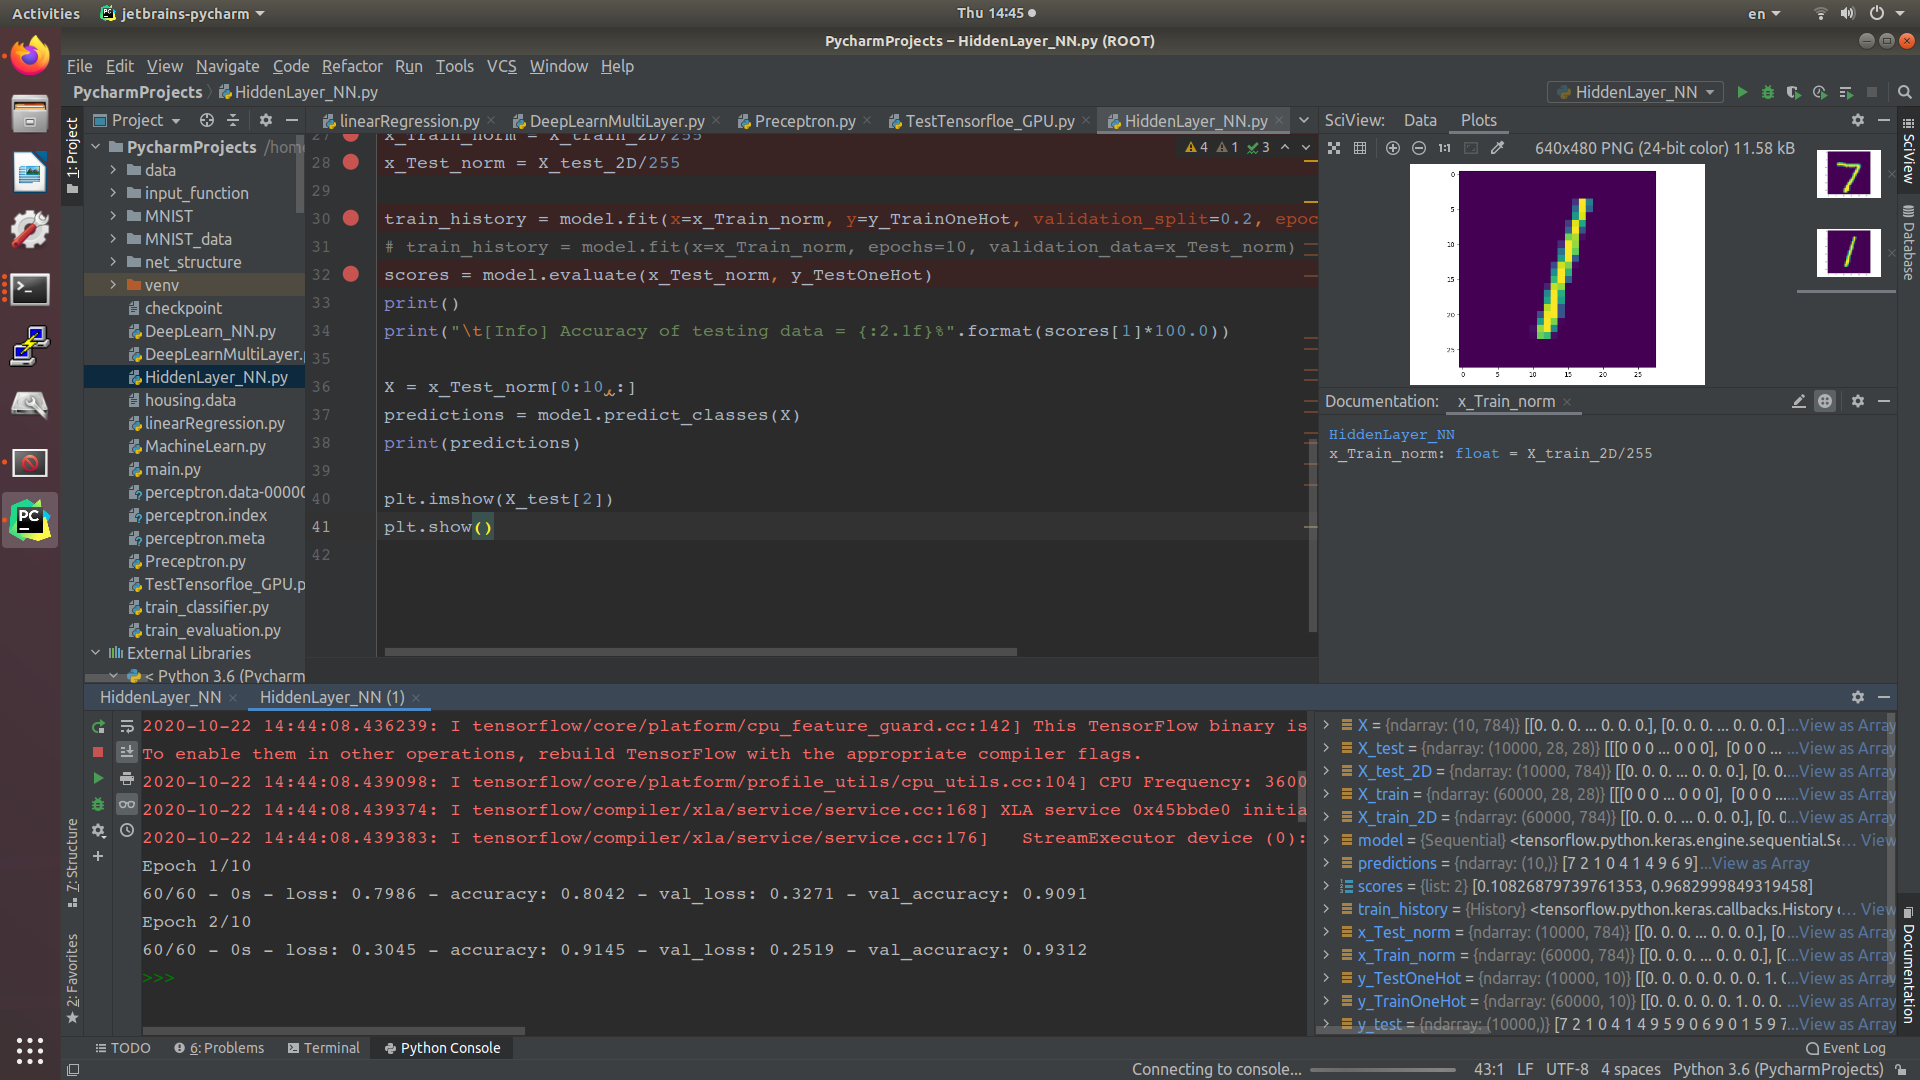 Activities
jetbrains-pycharm
Thu 14:45
en
PycharmProjects – HiddenLayer_NN.py (ROOT)
File Edit View Navigate Code Refactor Run Tools VCS Window Help
PycharmProjects HiddenLayer_NN.py
HiddenLayer_NN
Project
linearRegression.py
DeepLearnMultiLayer.py
Preceptron.py
TestTensorfloe_GPU.py
HiddenLayer_NN.py
SciView: Data Plots
1: Project
PycharmProjects /home
data
input_function
MNIST
MNIST_data
net_structure
venv
checkpoint
DeepLearn_NN.py
DeepLearnMultiLayer.
HiddenLayer_NN.py
housing.data
linearRegression.py
MachineLearn.py
main.py
perceptron.data-00000
perceptron.index
perceptron.meta
Preceptron.py
TestTensorfloe_GPU.p
train_classifier.py
train_evaluation.py
External Libraries
< Python 3.6 (Pycharm
4 1 3
27 x_Train_norm = X_train_2D/255
28 x_Test_norm = X_test_2D/255
29
30 train_history = model.fit(x=x_Train_norm, y=y_TrainOneHot, validation_split=0.2, epoc
31 # train_history = model.fit(x=x_Train_norm, epochs=10, validation_data=x_Test_norm)
32 scores = model.evaluate(x_Test_norm, y_TestOneHot)
33 print()
34 print("\t[Info] Accuracy of testing data = {:2.1f}%".format(scores[1]*100.0))
35
36 X = x_Test_norm[0:10,:]
37 predictions = model.predict_classes(X)
38 print(predictions)
39
40 plt.imshow(X_test[2])
41 plt.show()
42
1:1
640x480 PNG (24-bit color) 11.58 kB
0
5
10
15
20
25
0 5 10 15 20 25
SciView
Database
Documentation: x_Train_norm
HiddenLayer_NN
x_Train_norm: float = X_train_2D/255
HiddenLayer_NN
HiddenLayer_NN (1)
2020-10-22 14:44:08.436239: I tensorflow/core/platform/cpu_feature_guard.cc:142] This TensorFlow binary is
To enable them in other operations, rebuild TensorFlow with the appropriate compiler flags.
2020-10-22 14:44:08.439098: I tensorflow/core/platform/profile_utils/cpu_utils.cc:104] CPU Frequency: 3600
2020-10-22 14:44:08.439374: I tensorflow/compiler/xla/service/service.cc:168] XLA service 0x45bbde0 initia
2020-10-22 14:44:08.439383: I tensorflow/compiler/xla/service/service.cc:176]   StreamExecutor device (0):
Epoch 1/10
60/60 - 0s - loss: 0.7986 - accuracy: 0.8042 - val_loss: 0.3271 - val_accuracy: 0.9091
Epoch 2/10
60/60 - 0s - loss: 0.3045 - accuracy: 0.9145 - val_loss: 0.2519 - val_accuracy: 0.9312
>>>
X = {ndarray: (10, 784)} [[0. 0. 0. ... 0. 0. 0.], [0. 0. 0. ... 0. 0. 0.]...View as Array
X_test = {ndarray: (10000, 28, 28)} [[[0 0 0 ... 0 0 0], [0 0 0 ... ...View as Array
X_test_2D = {ndarray: (10000, 784)} [[0. 0. 0. ... 0. 0. 0.], [0. 0....View as Array
X_train = {ndarray: (60000, 28, 28)} [[[0 0 0 ... 0 0 0], [0 0 0 ......View as Array
X_train_2D = {ndarray: (60000, 784)} [[0. 0. 0. ... 0. 0. 0.], [0. 0...View as Array
model = {Sequential} <tensorflow.python.keras.engine.sequential.Se... View
predictions = {ndarray: (10,)} [7 2 1 0 4 1 4 9 6 9]...View as Array
scores = {list: 2} [0.10826879739761353, 0.9682999849319458]
train_history = {History} <tensorflow.python.keras.callbacks.History ... View
x_Test_norm = {ndarray: (10000, 784)} [[0. 0. 0. ... 0. 0. 0.], [0...View as Array
x_Train_norm = {ndarray: (60000, 784)} [[0. 0. 0. ... 0. 0. 0.], [0...View as Array
y_TestOneHot = {ndarray: (10000, 10)} [[0. 0. 0. 0. 0. 0. 0. 1. 0...View as Array
y_TrainOneHot = {ndarray: (60000, 10)} [[0. 0. 0. 0. 0. 1. 0. 0. ...View as Array
y_test = {ndarray: (10000,)} [7 2 1 0 4 1 4 9 5 9 0 6 9 0 1 5 9 7...View as Array
7: Structure
2: Favorites
Documentation
TODO
6: Problems
Terminal
Python Console
Event Log
Connecting to console...
43:1 LF UTF-8 4 spaces Python 3.6 (PycharmProjects)